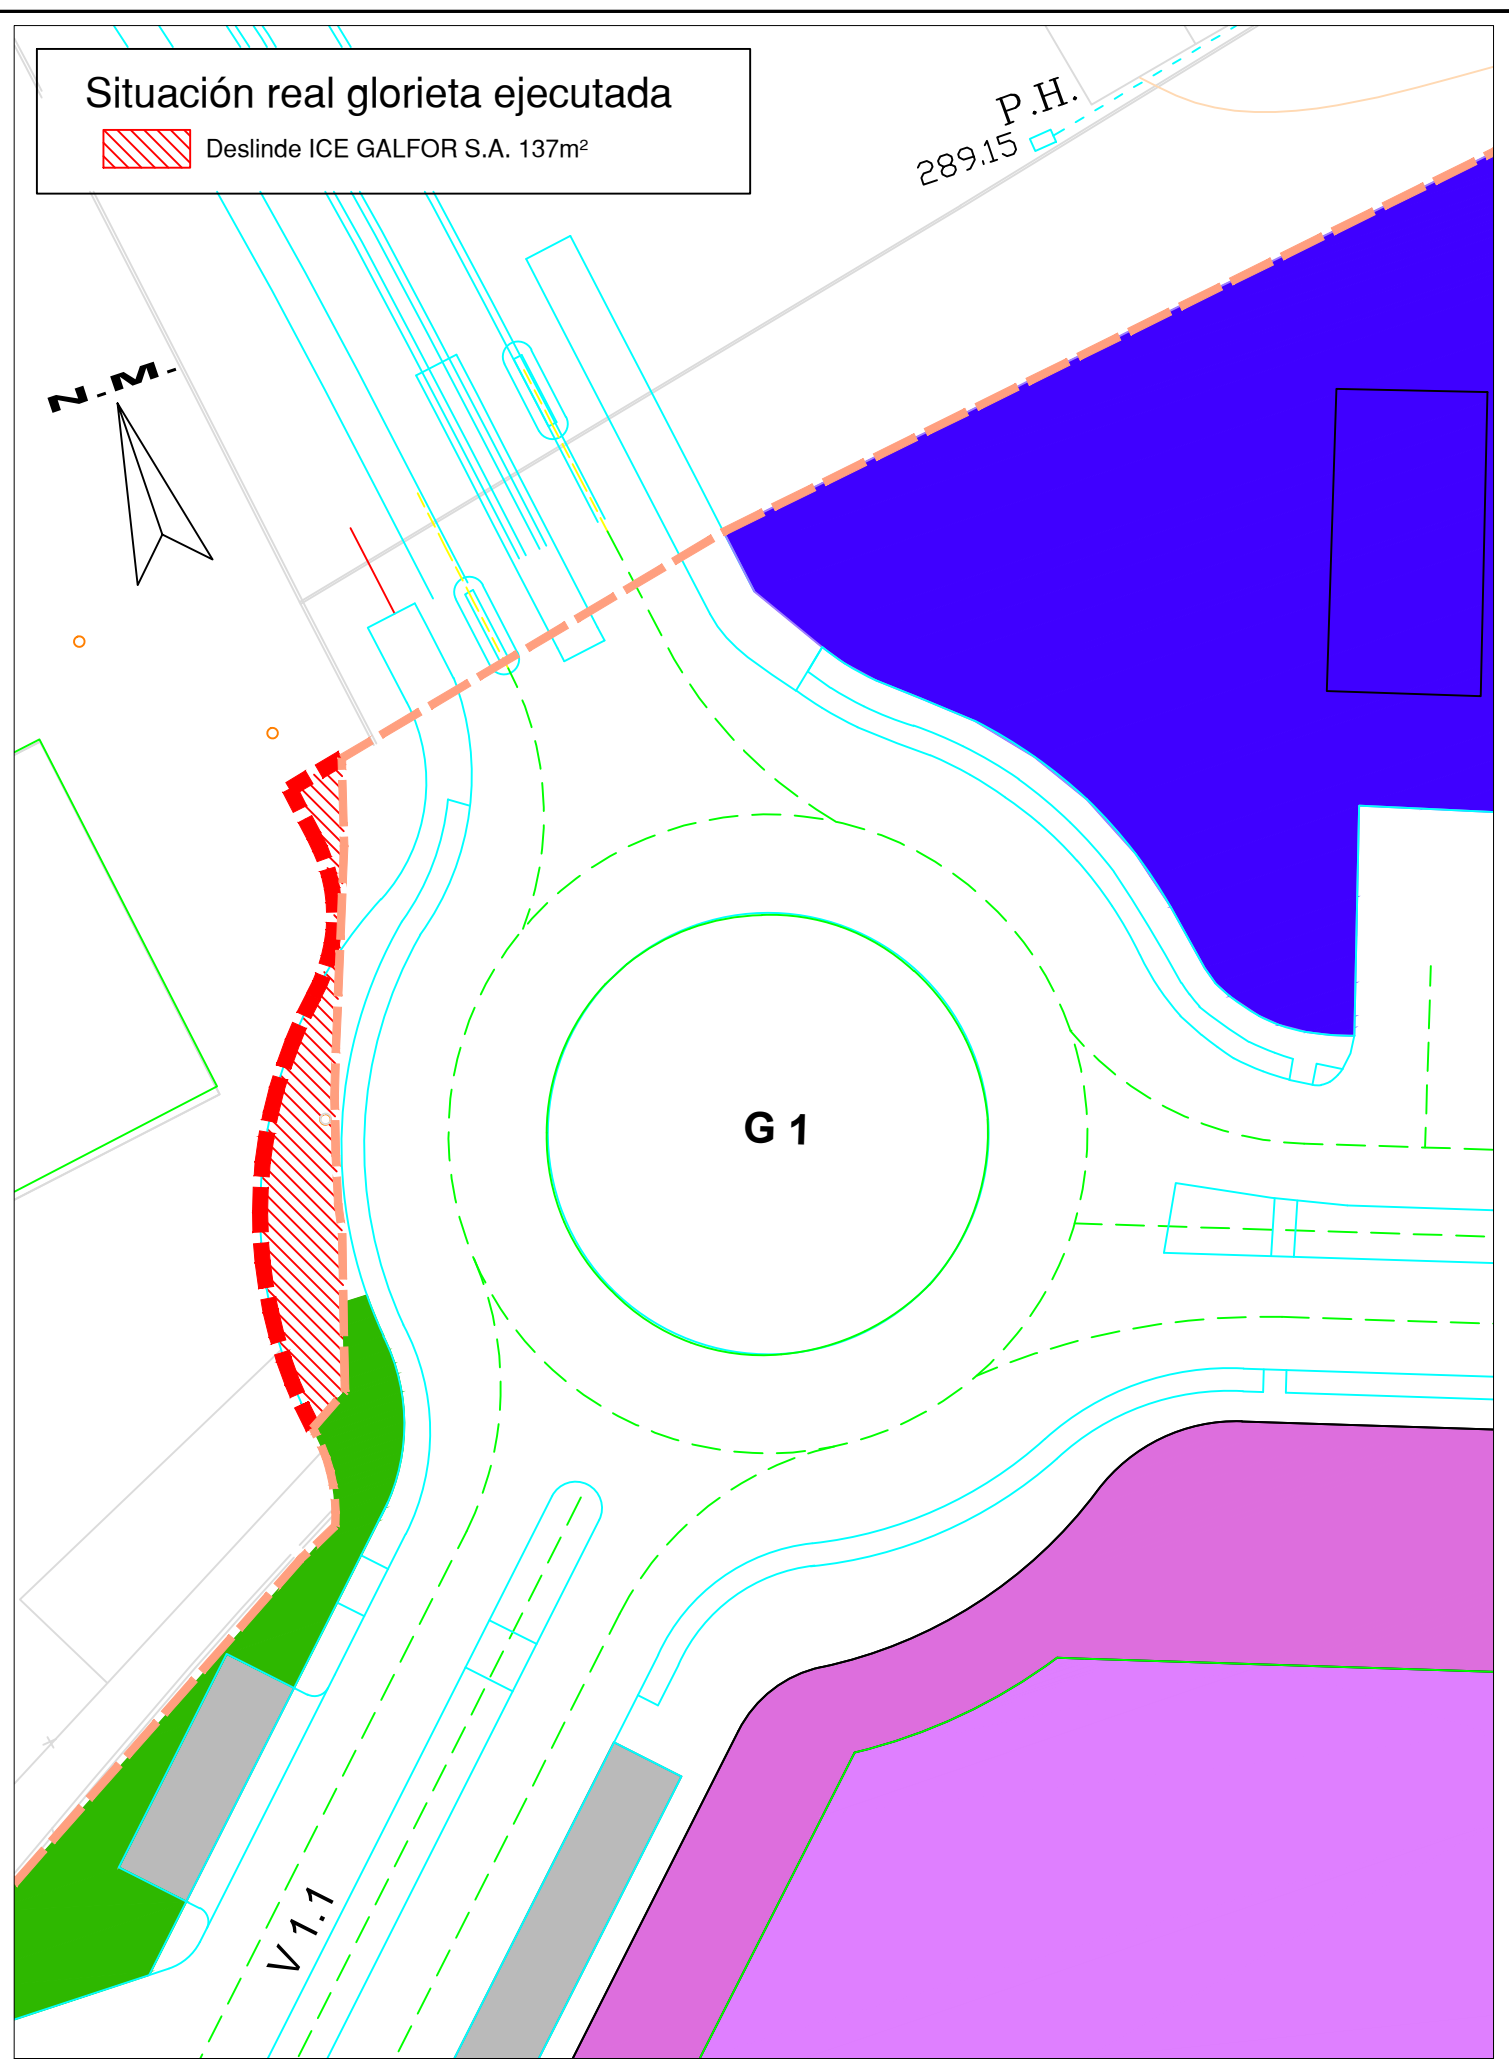 Situación real glorieta ejecutada
Deslinde ICE GALFOR S.A. 137m²
P.H.
289.15
N.M.
G 1
V 1.1